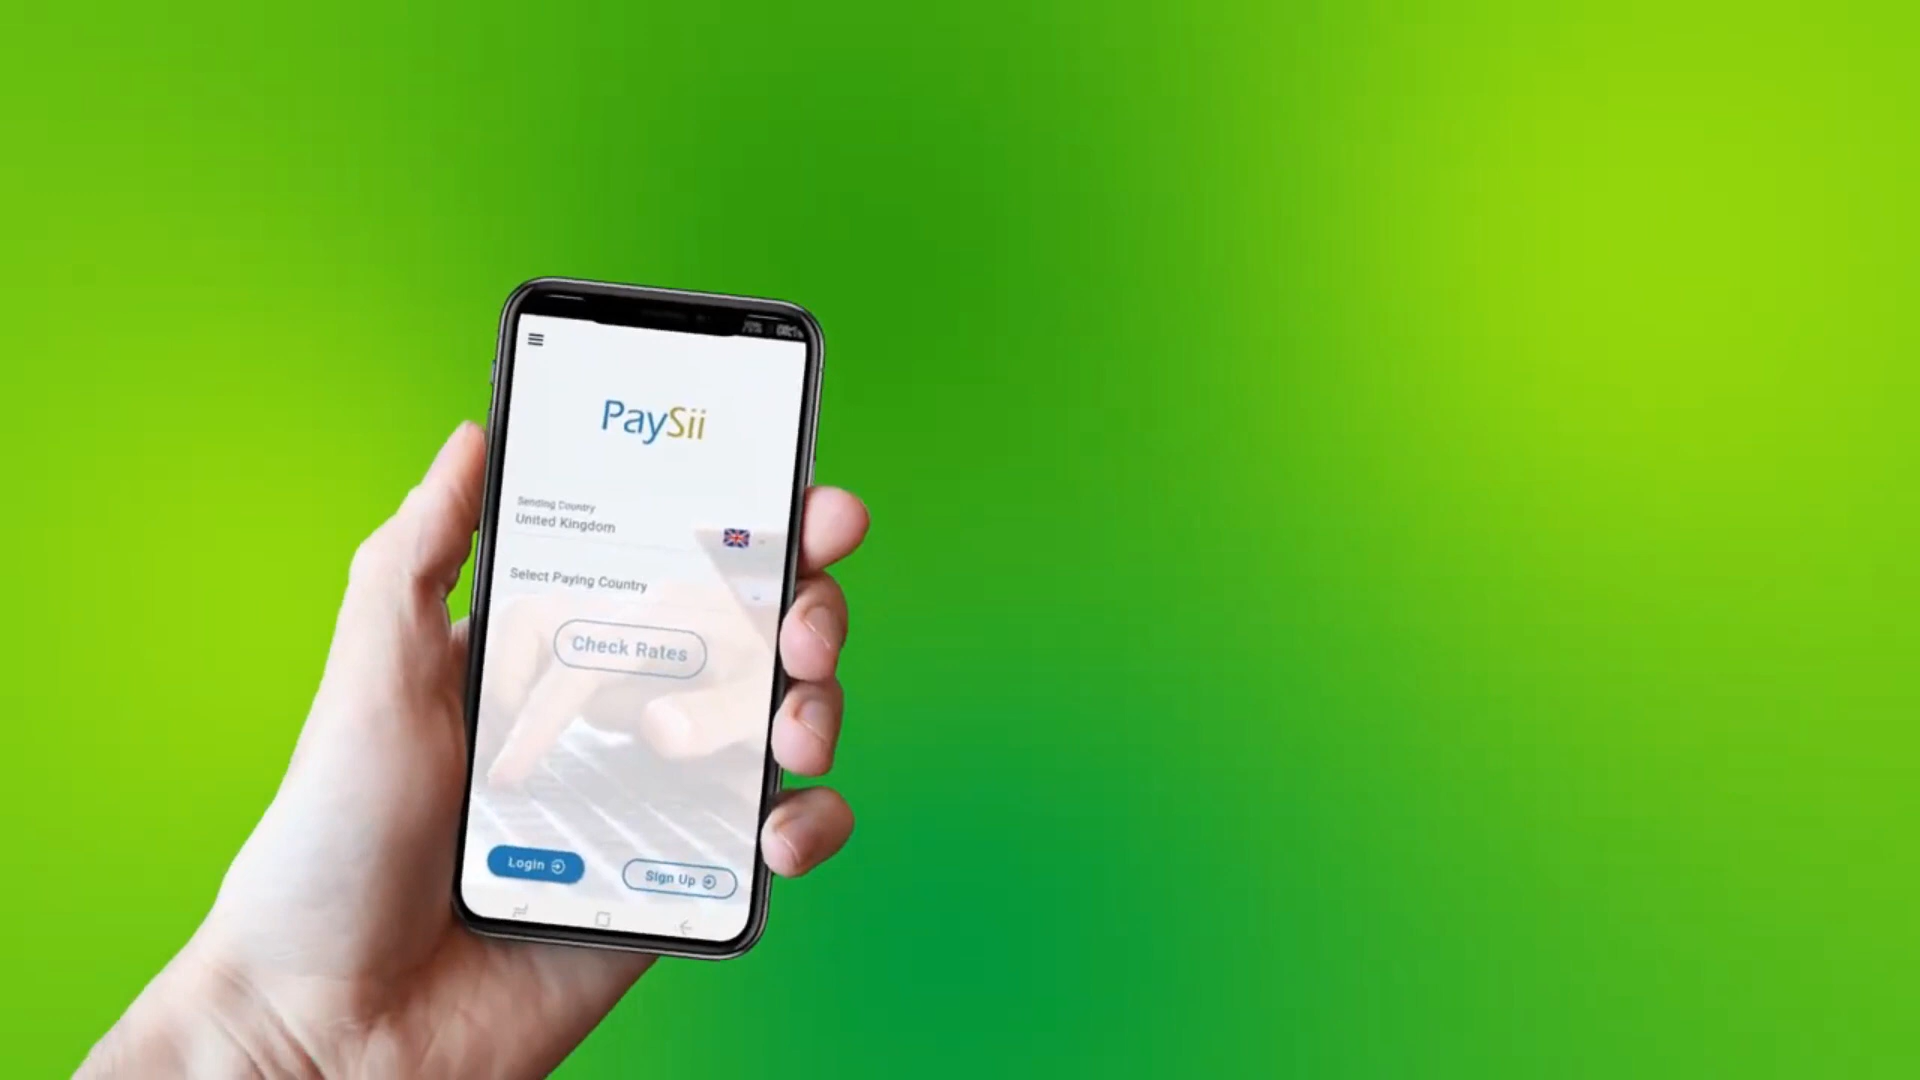 PaySii
Sending Country
United Kingdom
Select Paying Country
Check Rates
Login
Sign Up